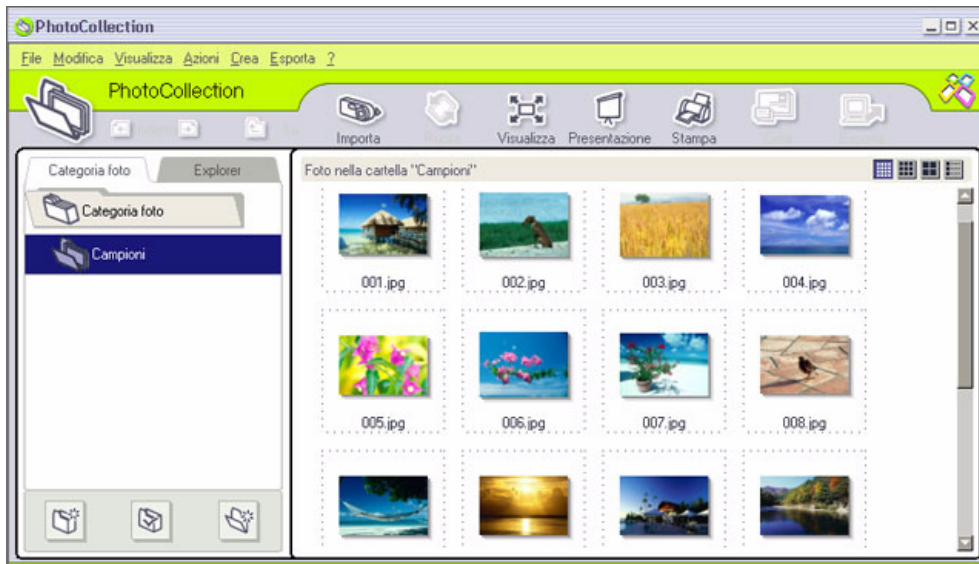 PhotoCollection
File Modifica Visualizza Azioni Crea Esporta ?
PhotoCollection
Importa Visualizza Presentazione Stampa
Categoria foto Explorer
Foto nella cartella "Campioni"
Categoria foto
Campioni
001.jpg 002.jpg 003.jpg 004.jpg
005.jpg 006.jpg 007.jpg 008.jpg